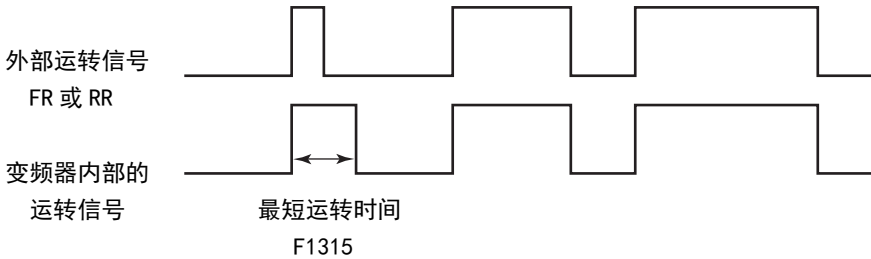 外部运转信号
FR 或 RR
变频器内部的
运转信号
最短运转时间
F1315